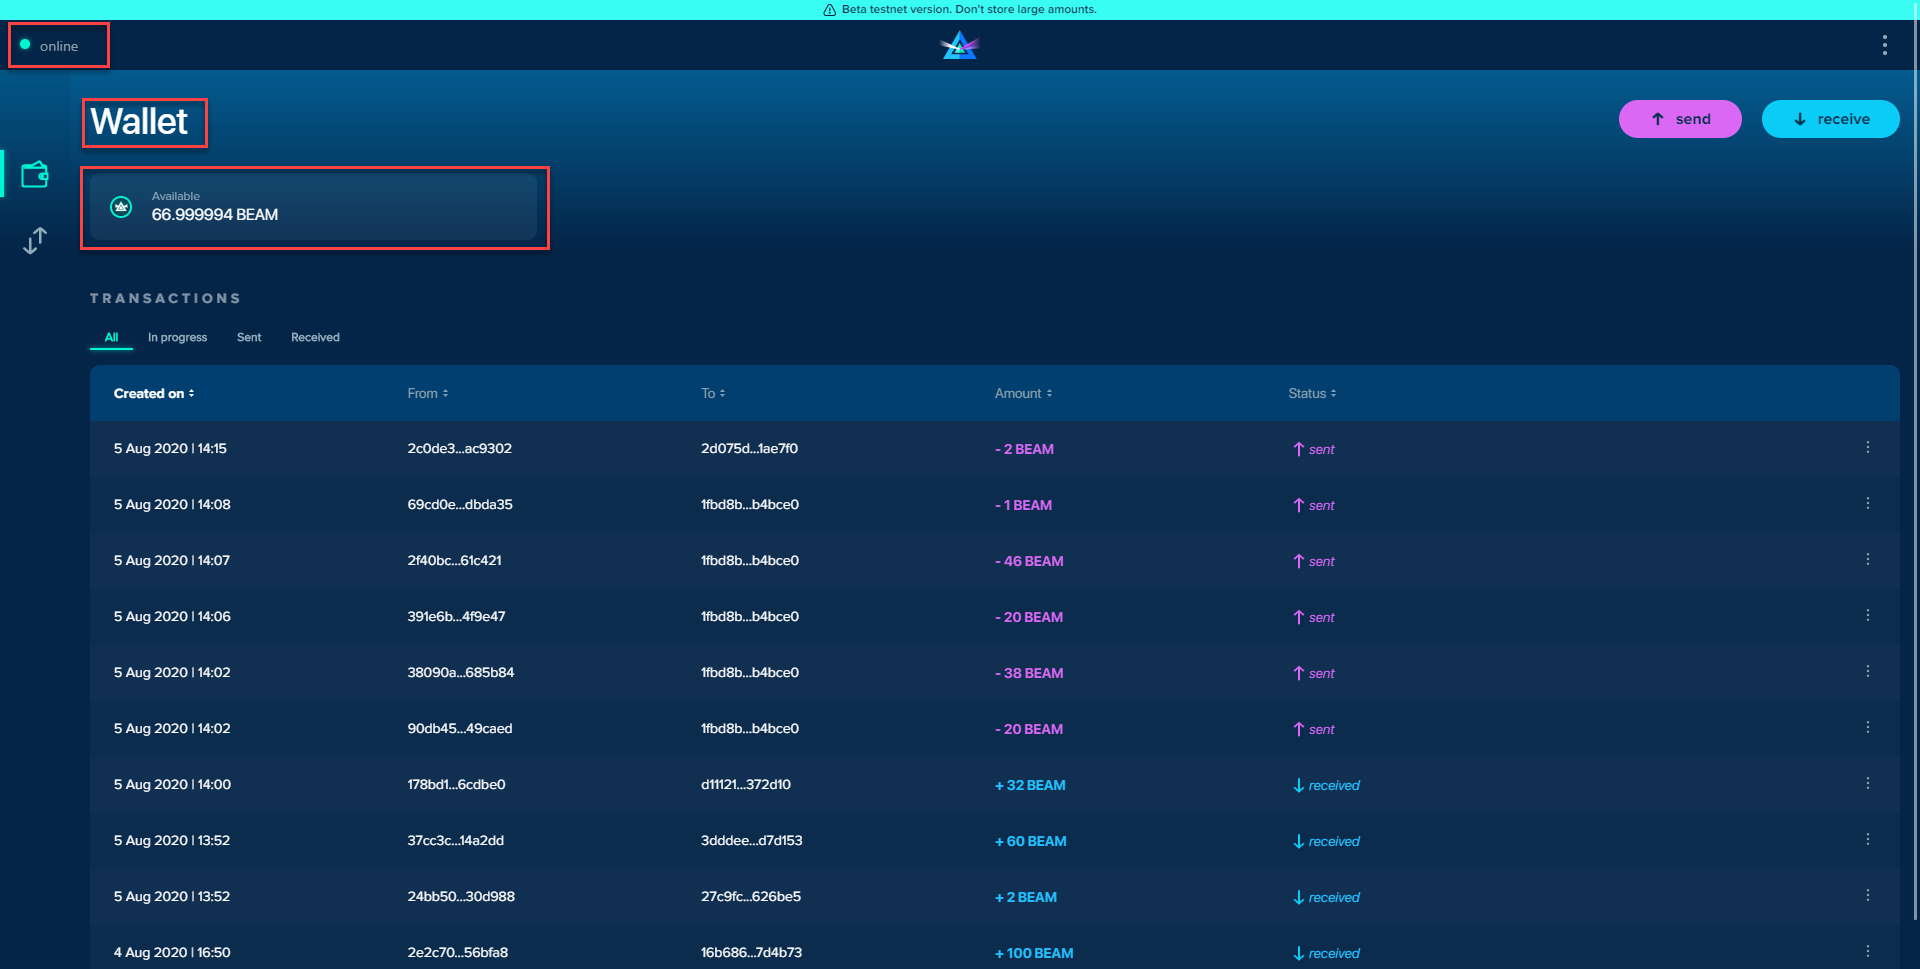 Beta testnet version. Don't store large amounts.
online
Wallet
send
receive
Available
66.999994 BEAM
TRANSACTIONS
All In progress Sent Received
Created on From To Amount Status
5 Aug 2020 | 14:15 2c0de3...ac9302 2d075d...1ae7f0 - 2 BEAM sent
5 Aug 2020 | 14:08 69cd0e...dbda35 1fbd8b...b4bce0 - 1 BEAM sent
5 Aug 2020 | 14:07 2f40bc...61c421 1fbd8b...b4bce0 - 46 BEAM sent
5 Aug 2020 | 14:06 391e6b...4f9e47 1fbd8b...b4bce0 - 20 BEAM sent
5 Aug 2020 | 14:02 38090a...685b84 1fbd8b...b4bce0 - 38 BEAM sent
5 Aug 2020 | 14:02 90db45...49caed 1fbd8b...b4bce0 - 20 BEAM sent
5 Aug 2020 | 14:00 178bd1...6cdbe0 d11121...372d10 + 32 BEAM received
5 Aug 2020 | 13:52 37cc3c...14a2dd 3dddee...d7d153 + 60 BEAM received
5 Aug 2020 | 13:52 24bb50...30d988 27c9fc...626be5 + 2 BEAM received
4 Aug 2020 | 16:50 2e2c70...56bfa8 16b686...7d4b73 + 100 BEAM received